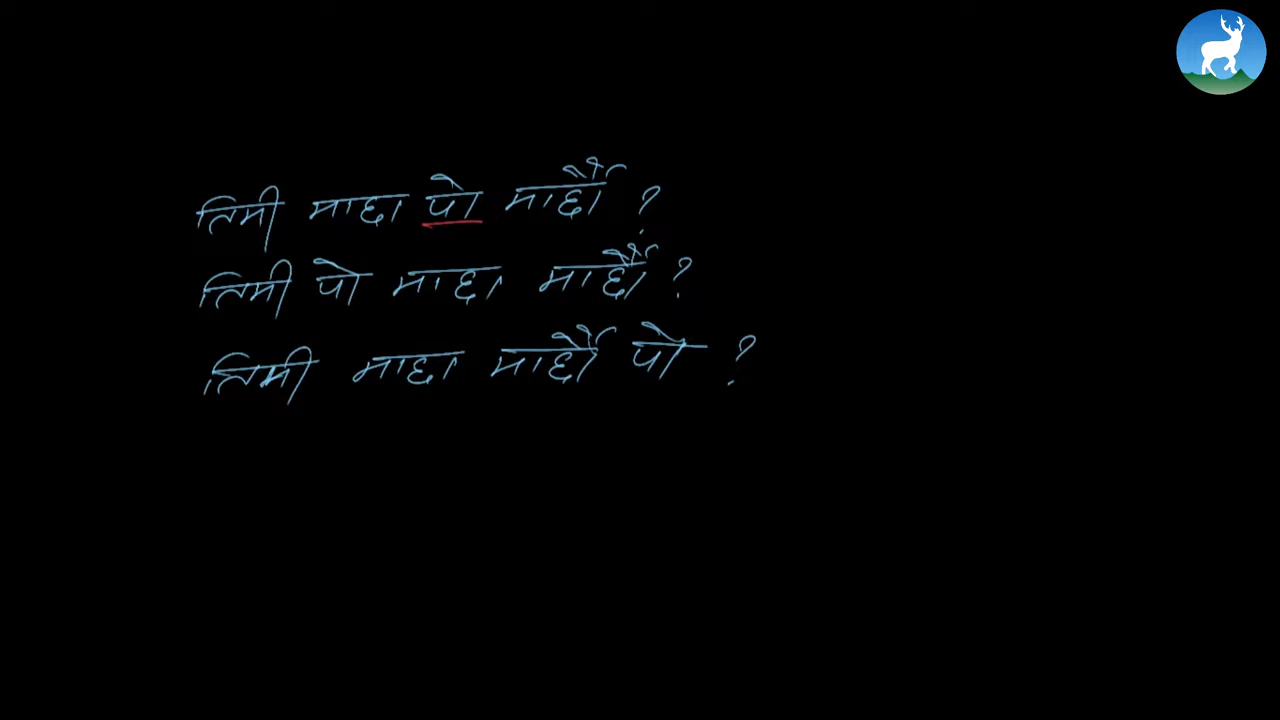 तिमी माछा पो मार्छौ ?
तिमी पो माछा मार्छौ ?
तिमी माछा मार्छौ पो ?